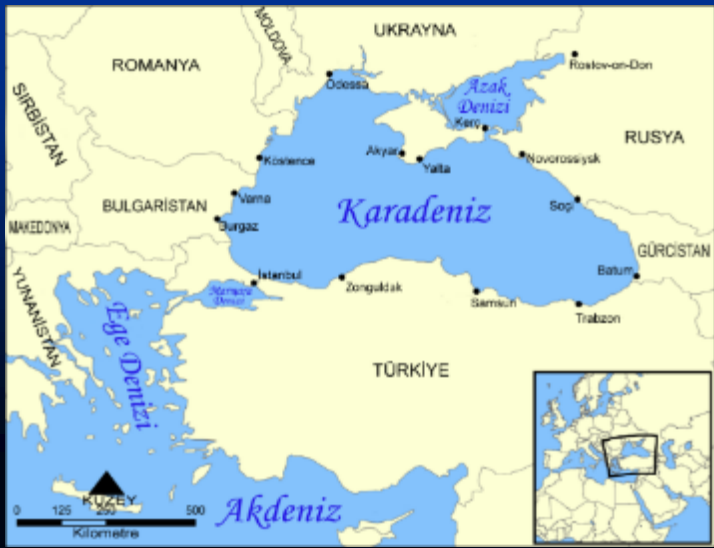 UKRAYNA
MOLDOVA
ROMANYA
Rostov-on-Don
Odessa
Azak
Denizi
SIRBİSTAN
Kerç
RUSYA
Köstence
Akyar
Yalta
Novorossiysk
Varna
BULGARİSTAN
Karadeniz
Soçi
MAKEDONYA
Burgaz
GÜRCİSTAN
İstanbul
Batum
Marmara
Denizi
Zonguldak
Samsun
Trabzon
YUNANİSTAN
Ege Denizi
TÜRKİYE
KUZEY
Akdeniz
0 125 250 500
Kilometre